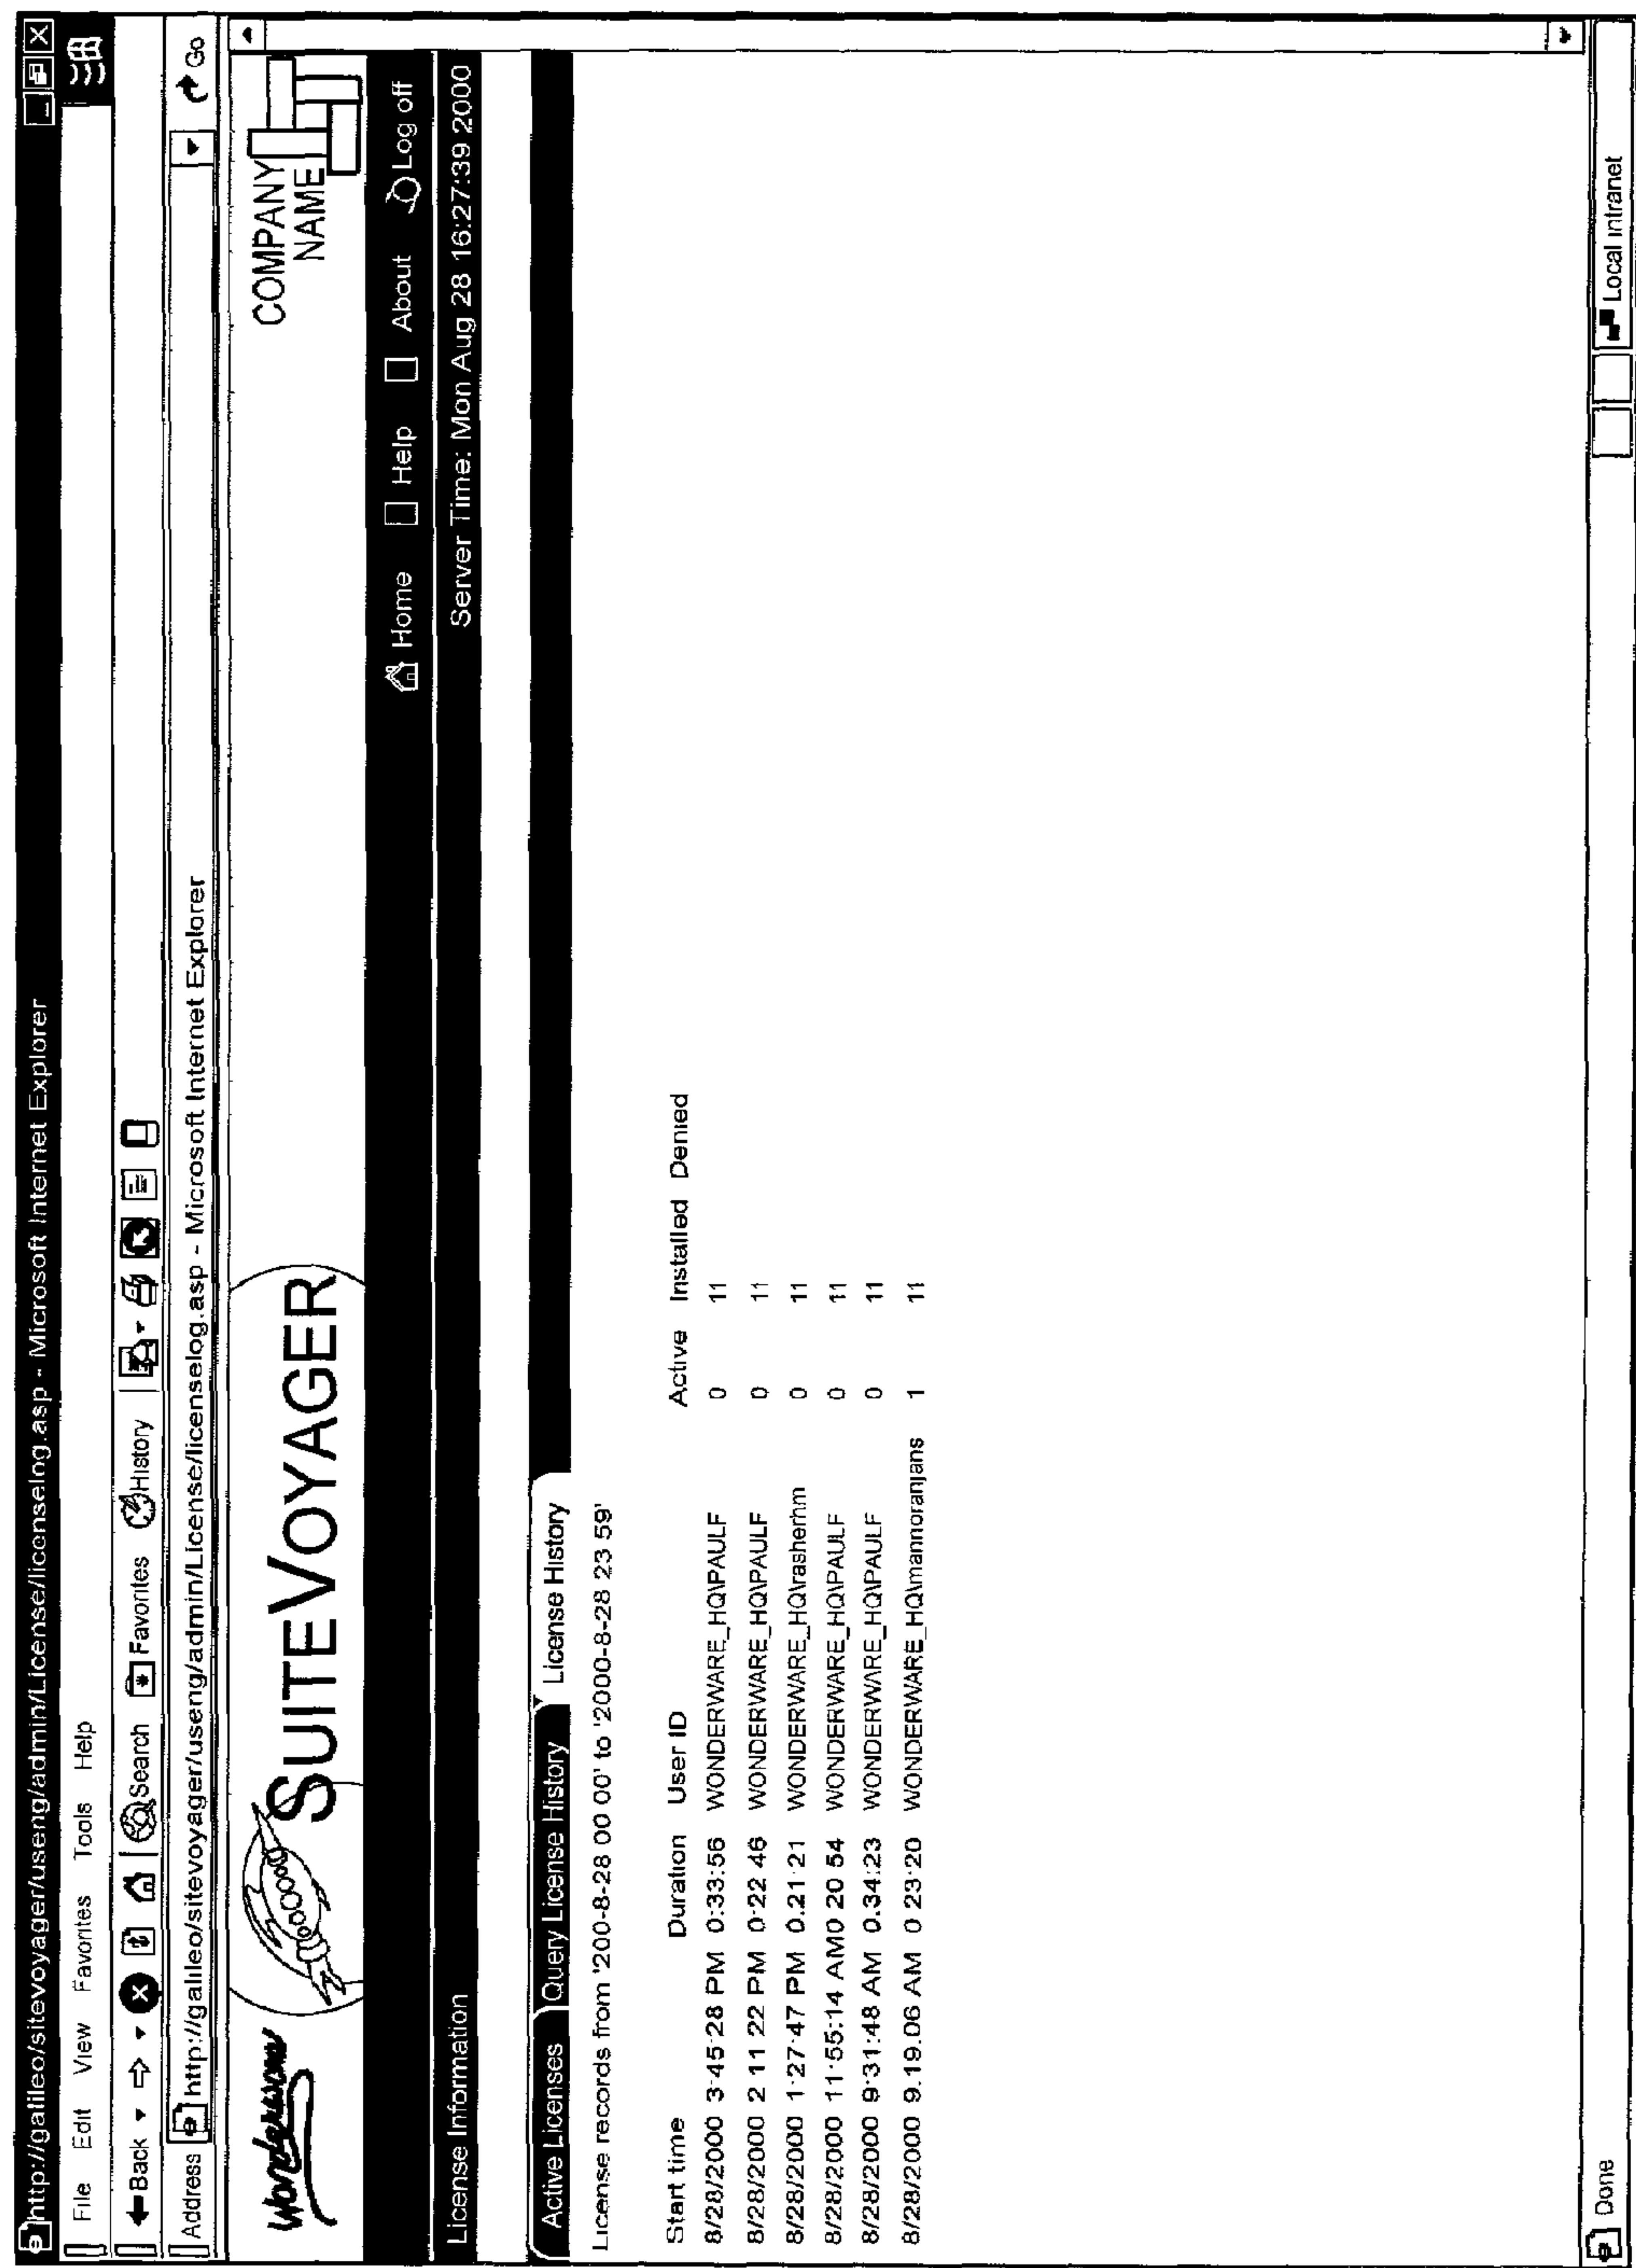 http://galileo/sitevoyager/useng/admin/License/licenselog.asp - Microsoft Internet Explorer
File Edit View Favorites Tools Help
Back Search Favorites History
Address http://galileo/sitevoyager/useng/admin/License/licenselog.asp - Microsoft Internet Explorer Go
Wonderware SUITEVOYAGER COMPANY NAME
Home Help About Log off
License Information Server Time: Mon Aug 28 16:27:39 2000
Active Licenses Query License History License History
License records from '200-8-28 00 00' to '2000-8-28 23 59'
Start time Duration User ID Active Installed Denied
8/28/2000 3·45·28 PM 0:33:56 WONDERWARE_HQ\PAULF 0 11
8/28/2000 2 11 22 PM 0·22 46 WONDERWARE_HQ\PAULF 0 11
8/28/2000 1·27·47 PM 0.21·21 WONDERWARE_HQ\rasherhm 0 11
8/28/2000 11·55:14 AM0 20 54 WONDERWARE_HQ\PAULF 0 11
8/28/2000 9·31:48 AM 0.34:23 WONDERWARE_HQ\PAULF 0 11
8/28/2000 9.19.06 AM 0 23·20 WONDERWARE_HQ\mannoranjans 1 11
Done Local intranet